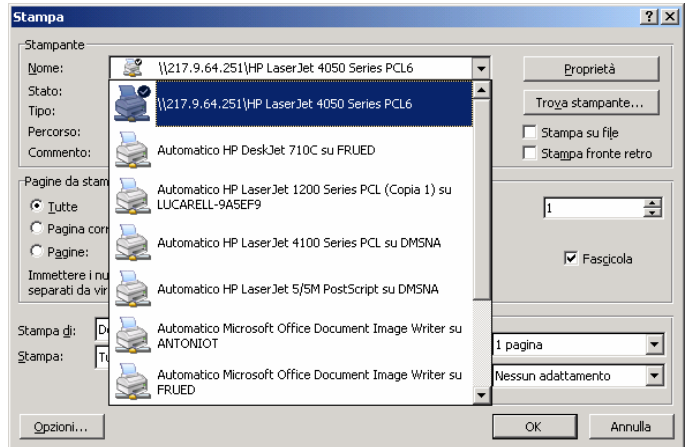 Stampa
Stampante
Nome:
\\217.9.64.251\HP LaserJet 4050 Series PCL6
Proprietà
Stato:
\\217.9.64.251\HP LaserJet 4050 Series PCL6
Trova stampante...
Tipo:
Percorso:
Stampa su file
Commento:
Automatico HP DeskJet 710C su FRUED
Stampa fronte retro
Pagine da stam
Automatico HP LaserJet 1200 Series PCL (Copia 1) su
LUCARELL-9A5EF9
Tutte
1
Pagina corr
Automatico HP LaserJet 4100 Series PCL su DMSNA
Pagine:
Fascicola
Immettere i nu
separati da vir
Automatico HP LaserJet 5/5M PostScript su DMSNA
Stampa di:
Automatico Microsoft Office Document Image Writer su
ANTONIOT
1 pagina
Stampa:
Tu
Automatico Microsoft Office Document Image Writer su
FRUED
Nessun adattamento
Opzioni...
OK
Annulla